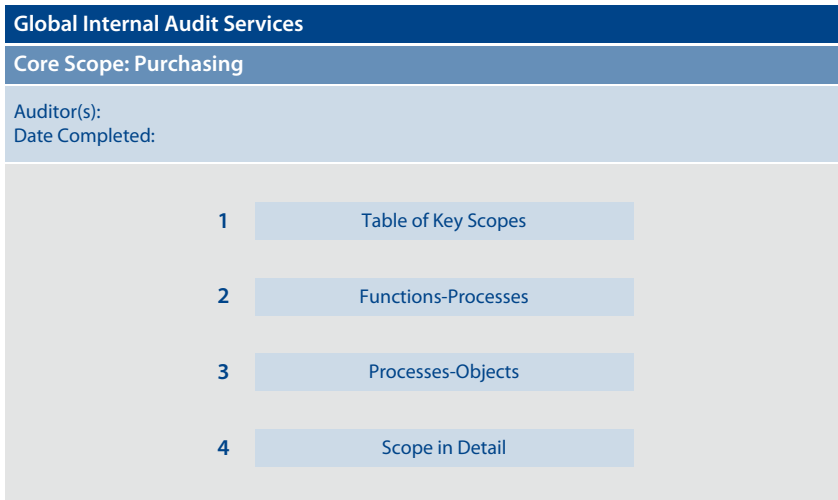 Global Internal Audit Services
Core Scope: Purchasing
Auditor(s):
Date Completed:
1 Table of Key Scopes
2 Functions-Processes
3 Processes-Objects
4 Scope in Detail